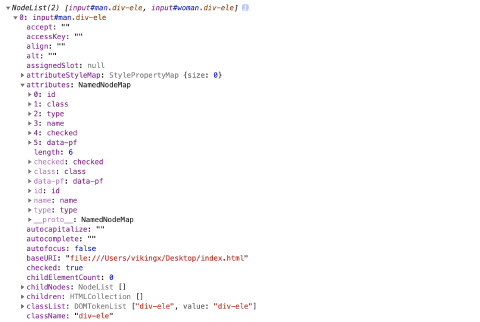 ▼NodeList(2) [input#man.div-ele, input#woman.div-ele] i
▼0: input#man.div-ele
accept: ""
accessKey: ""
align: ""
alt: ""
assignedSlot: null
▶attributeStyleMap: StylePropertyMap {size: 0}
▼attributes: NamedNodeMap
▶0: id
▶1: class
▶2: type
▶3: name
▶4: checked
▶5: data-pf
length: 6
▶checked: checked
▶class: class
▶data-pf: data-pf
▶id: id
▶name: name
▶type: type
▶__proto__: NamedNodeMap
autocapitalize: ""
autocomplete: ""
autofocus: false
baseURI: "file:///Users/vikingx/Desktop/index.html"
checked: true
childElementCount: 0
▶childNodes: NodeList []
▶children: HTMLCollection []
▶classList: DOMTokenList ["div-ele", value: "div-ele"]
className: "div-ele"